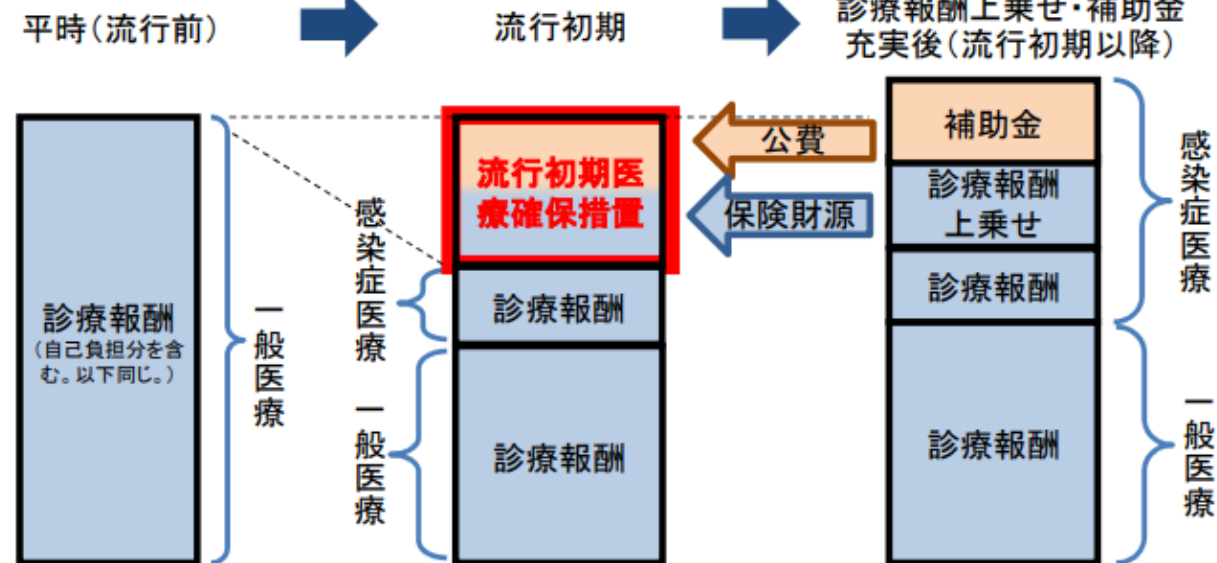 平時（流行前）
流行初期
診療報酬上乗せ・補助金
充実後（流行初期以降）
診療報酬
（自己負担分を含
む。以下同じ。）
一般医療
流行初期医
療確保措置
感染症医療
診療報酬
一般医療
診療報酬
公費
保険財源
補助金
診療報酬
上乗せ
診療報酬
感染症医療
診療報酬
一般医療